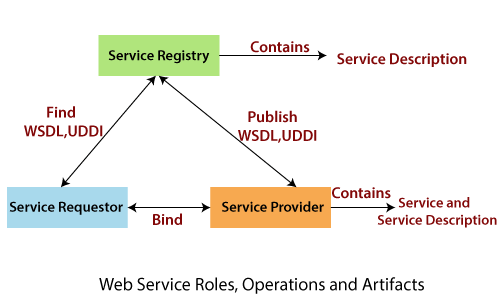 Service Registry
Contains
Service Description
Find
WSDL,UDDI
Publish
WSDL,UDDI
Service Requestor
Bind
Service Provider
Contains
Service and
Service Description
Web Service Roles, Operations and Artifacts